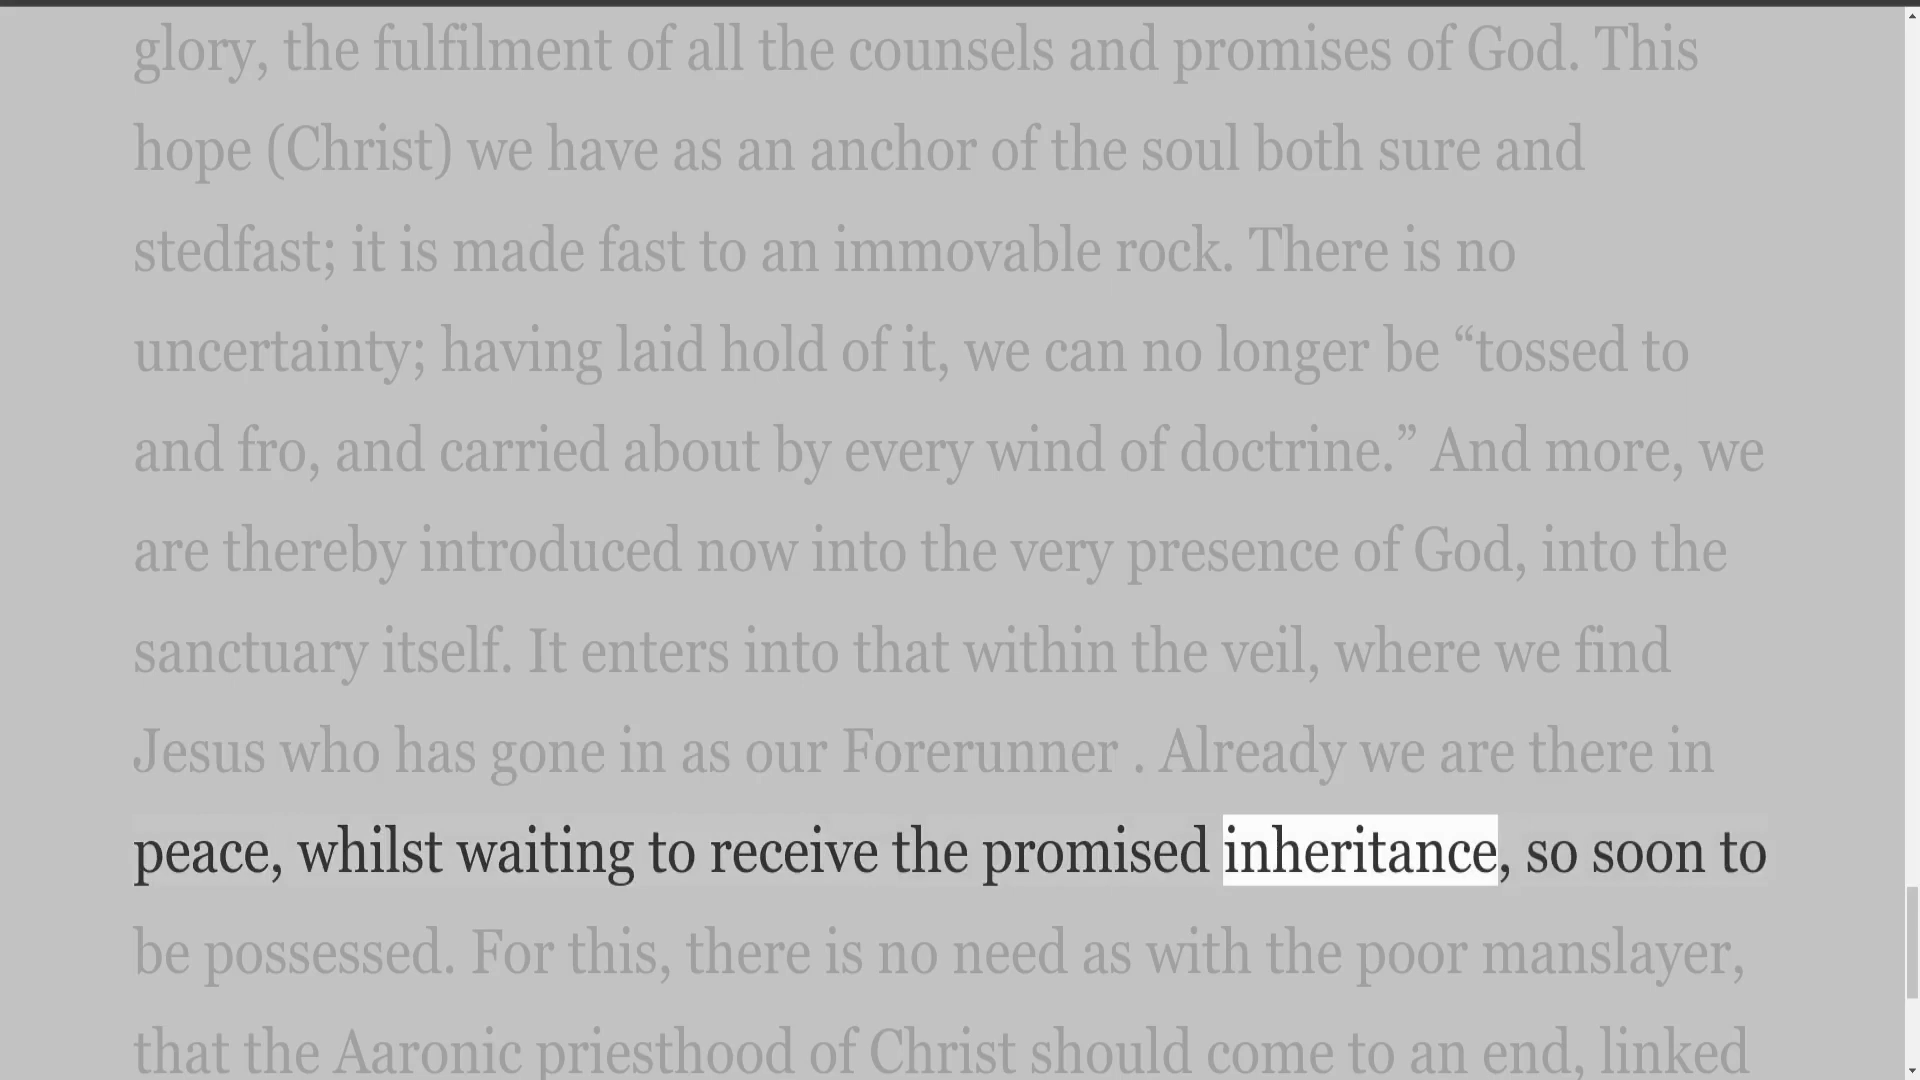 glory, the fulfilment of all the counsels and promises of God. This
hope (Christ) we have as an anchor of the soul both sure and
stedfast; it is made fast to an immovable rock. There is no
uncertainty; having laid hold of it, we can no longer be “tossed to
and fro, and carried about by every wind of doctrine.” And more, we
are thereby introduced now into the very presence of God, into the
sanctuary itself. It enters into that within the veil, where we find
Jesus who has gone in as our Forerunner . Already we are there in
peace, whilst waiting to receive the promised inheritance, so soon to
be possessed. For this, there is no need as with the poor manslayer,
that the Aaronic priesthood of Christ should come to an end, linked